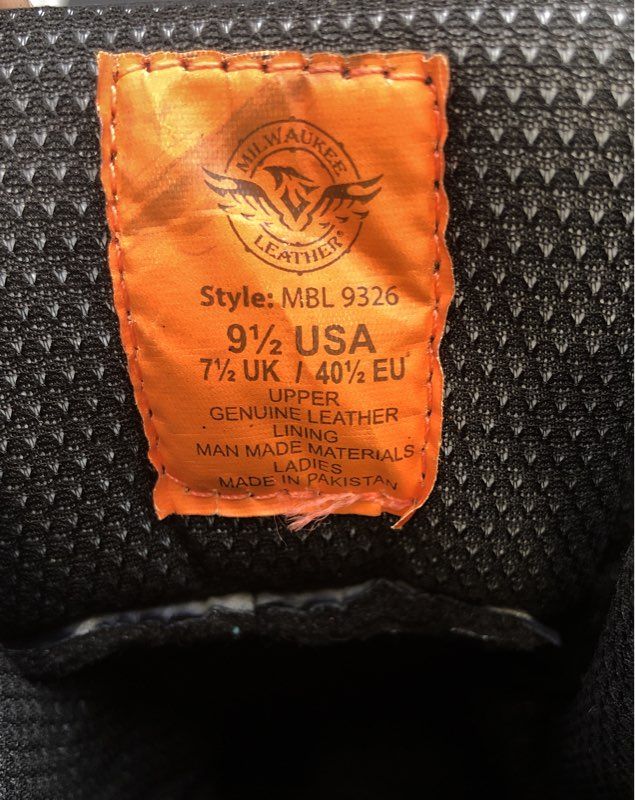 MILWAUKEE
LEATHER®
Style: MBL 9326
9½ USA
7½ UK / 40½ EU
UPPER
GENUINE LEATHER
LINING
MAN MADE MATERIALS
LADIES
MADE IN PAKISTAN